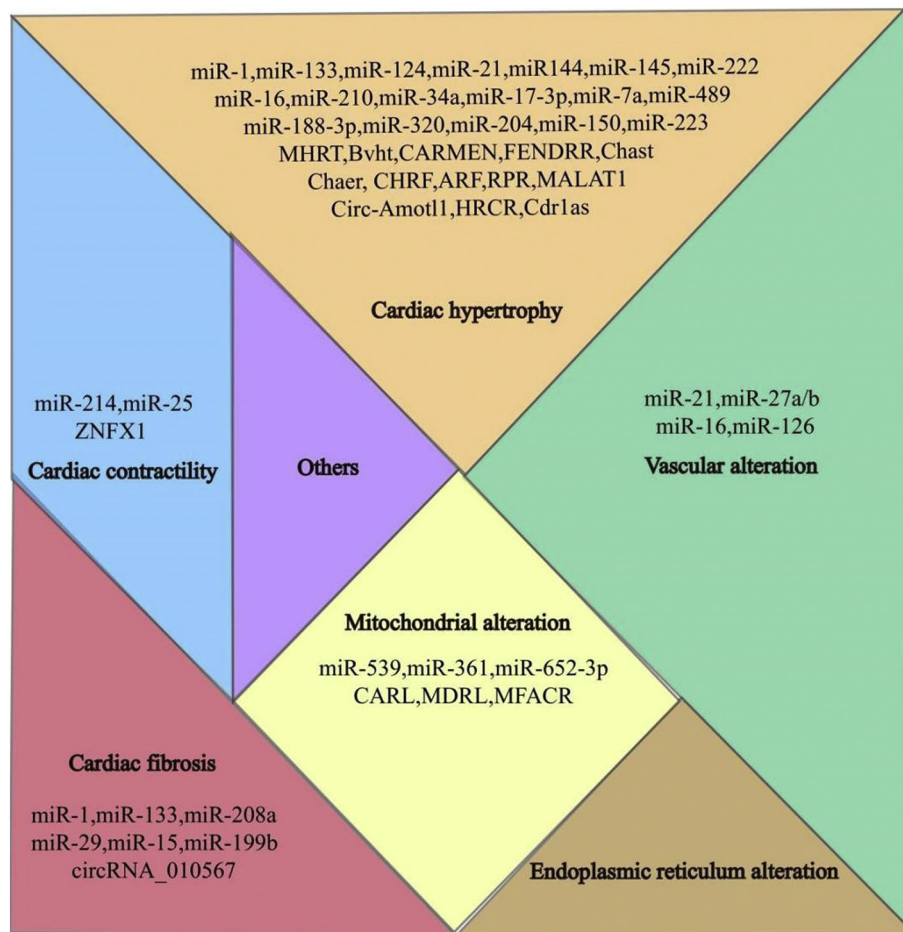 miR-1,miR-133,miR-124,miR-21,miR144,miR-145,miR-222
miR-16,miR-210,miR-34a,miR-17-3p,miR-7a,miR-489
miR-188-3p,miR-320,miR-204,miR-150,miR-223
MHRT,Bvht,CARMEN,FENDRR,Chast
Chaer, CHRF,ARF,RPR,MALAT1
Circ-Amotl1,HRCR,Cdr1as
Cardiac hypertrophy
miR-214,miR-25
ZNFX1
Cardiac contractility
Others
miR-21,miR-27a/b
miR-16,miR-126
Vascular alteration
Mitochondrial alteration
miR-539,miR-361,miR-652-3p
CARL,MDRL,MFACR
Cardiac fibrosis
miR-1,miR-133,miR-208a
miR-29,miR-15,miR-199b
circRNA_010567
Endoplasmic reticulum alteration